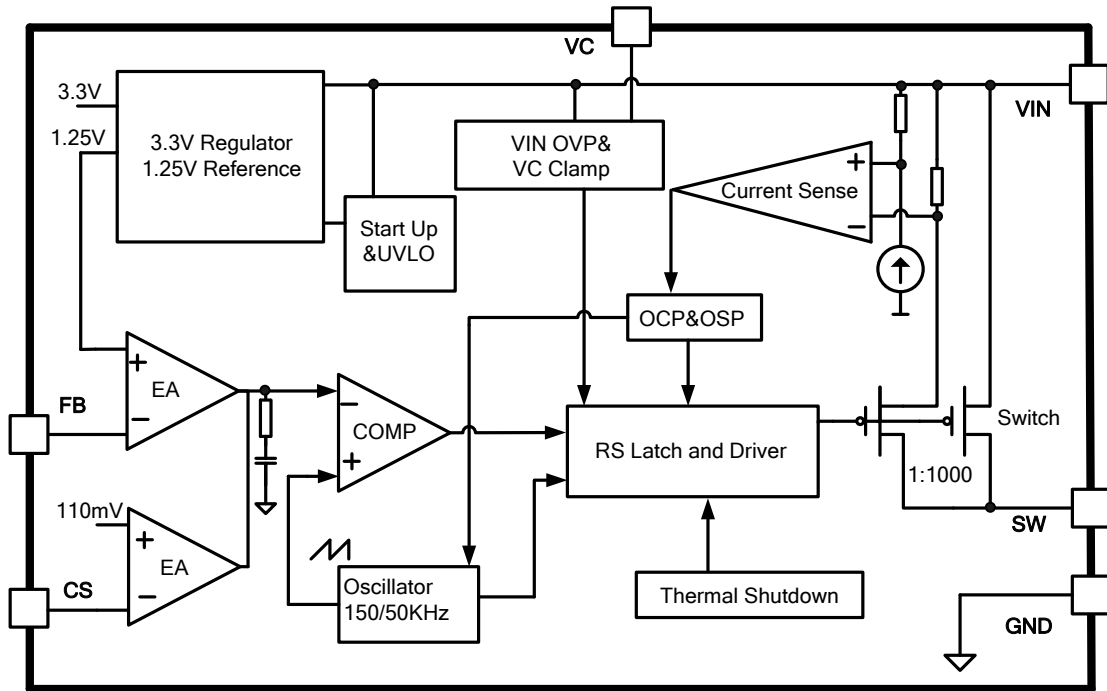 VC
VIN
3.3V
1.25V
3.3V Regulator
1.25V Reference
VIN OVP&
VC Clamp
+
Current Sense
−
Start Up
&UVLO
OCP&OSP
+
EA
−
FB
−
COMP
+
RS Latch and Driver
Switch
1:1000
110mV
+
EA
−
CS
Oscillator
150/50KHz
Thermal Shutdown
SW
GND